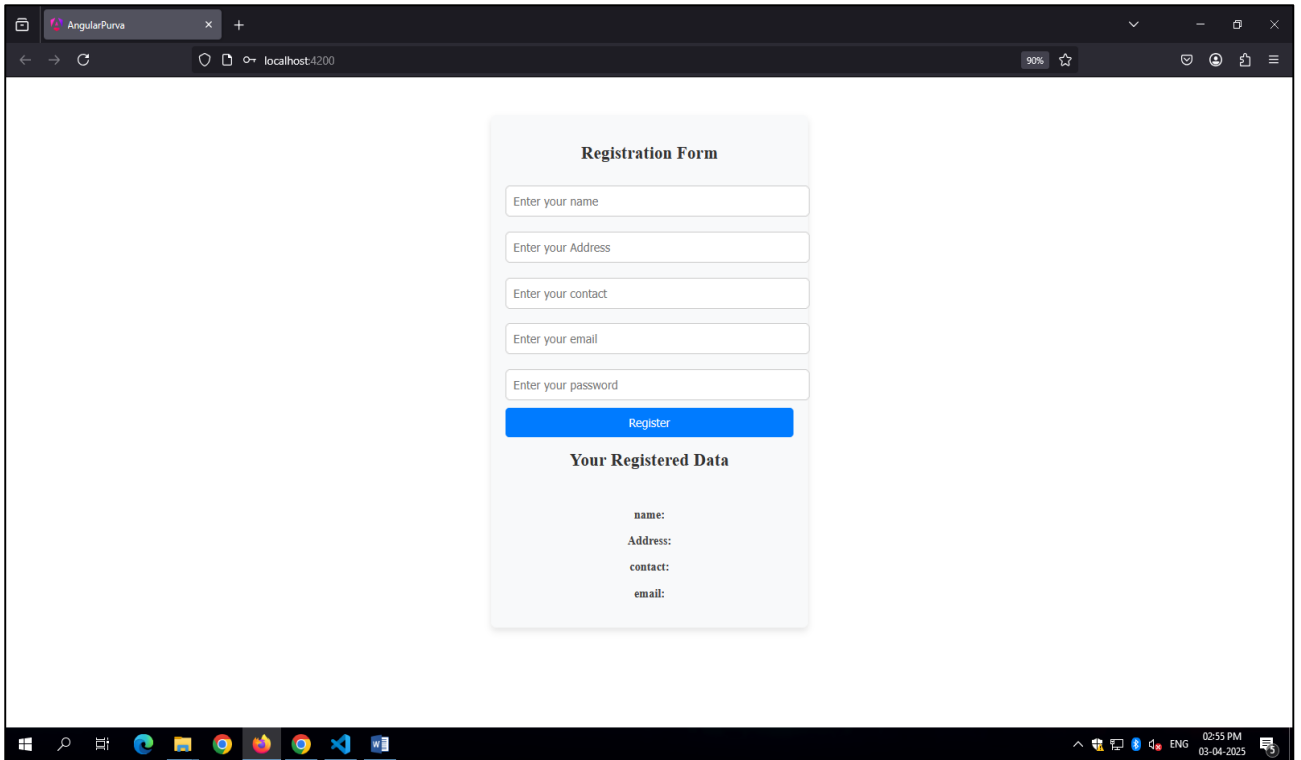 AngularPurva
localhost:4200
90%
Registration Form
Enter your name
Enter your Address
Enter your contact
Enter your email
Enter your password
Register
Your Registered Data
name:
Address:
contact:
email:
ENG
02:55 PM
03-04-2025
5